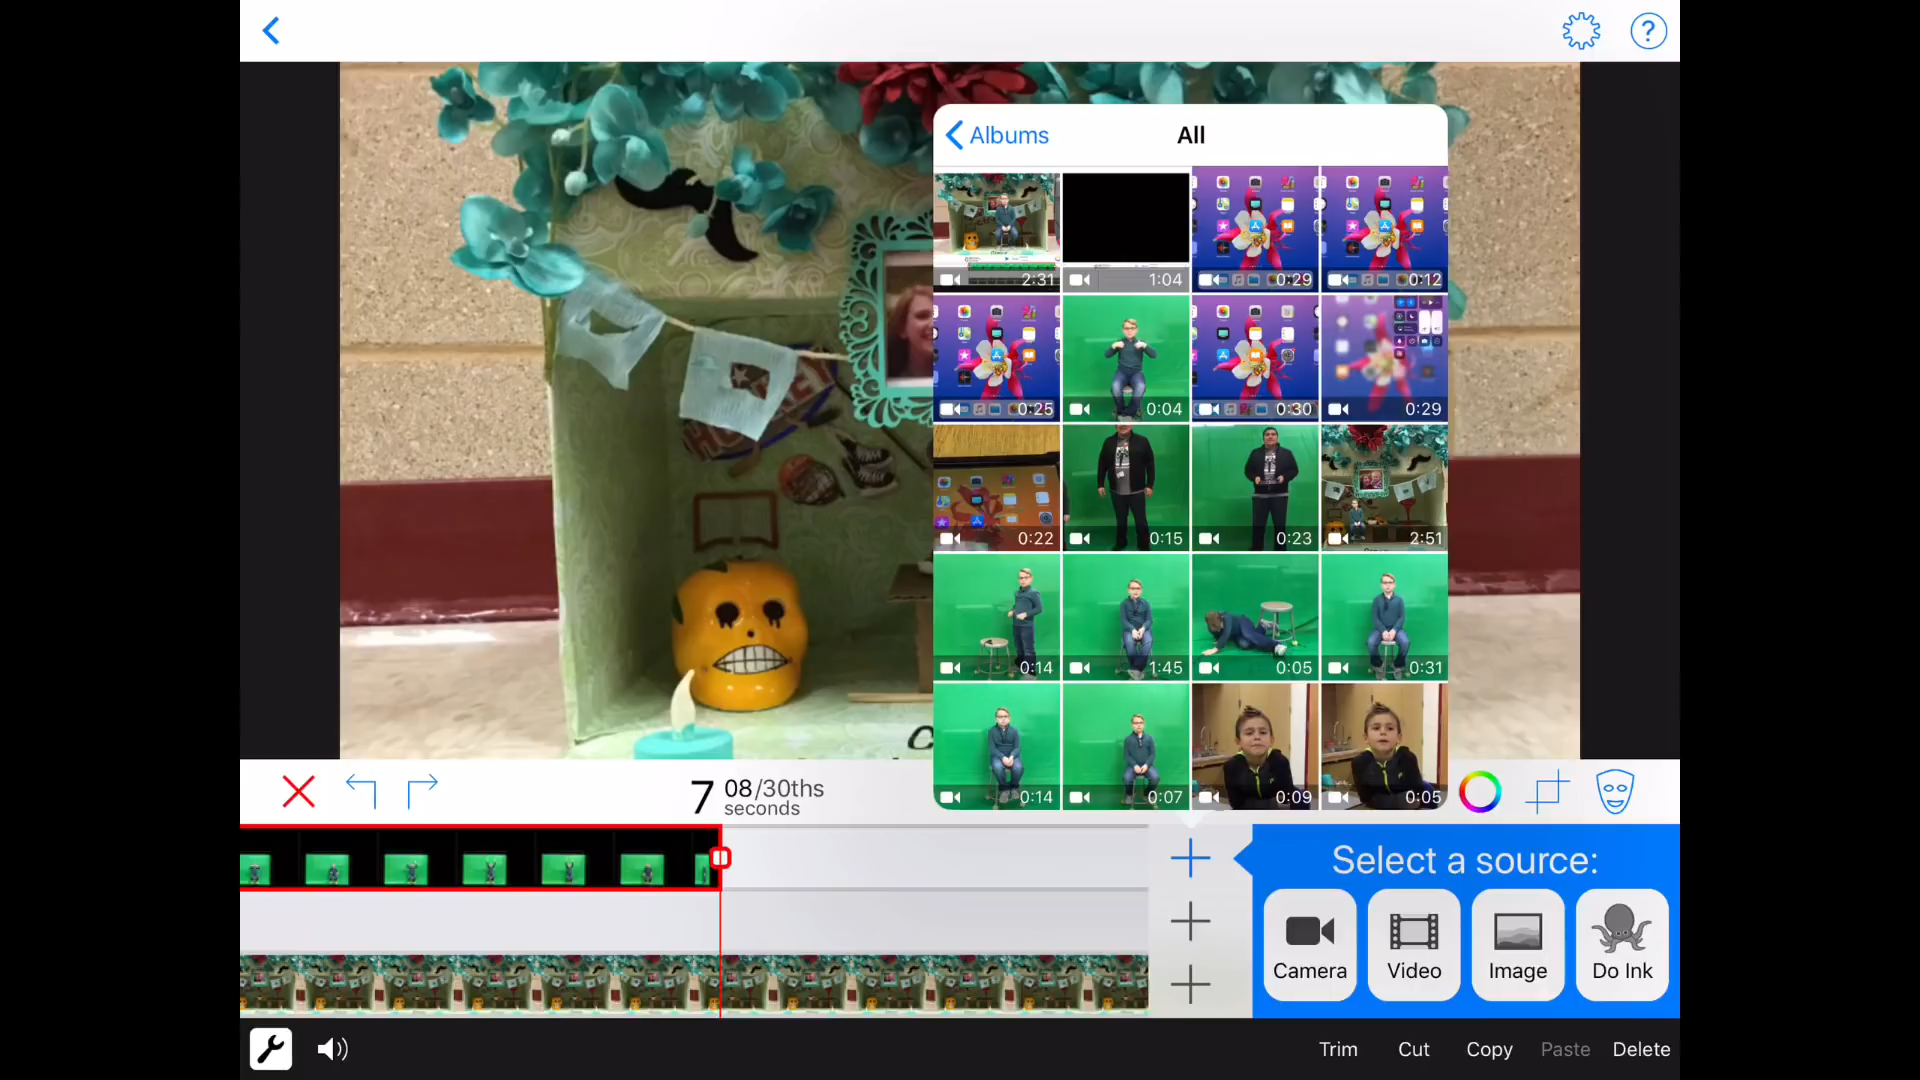 ?
Albums
All
2:31
1:04
0:29
0:12
0:25
0:04
0:30
0:29
0:22
0:15
0:23
2:51
0:14
1:45
0:05
0:31
0:14
0:07
0:09
0:05
7 08/30ths
seconds
Select a source:
Camera
Video
Image
Do Ink
Trim
Cut
Copy
Paste
Delete